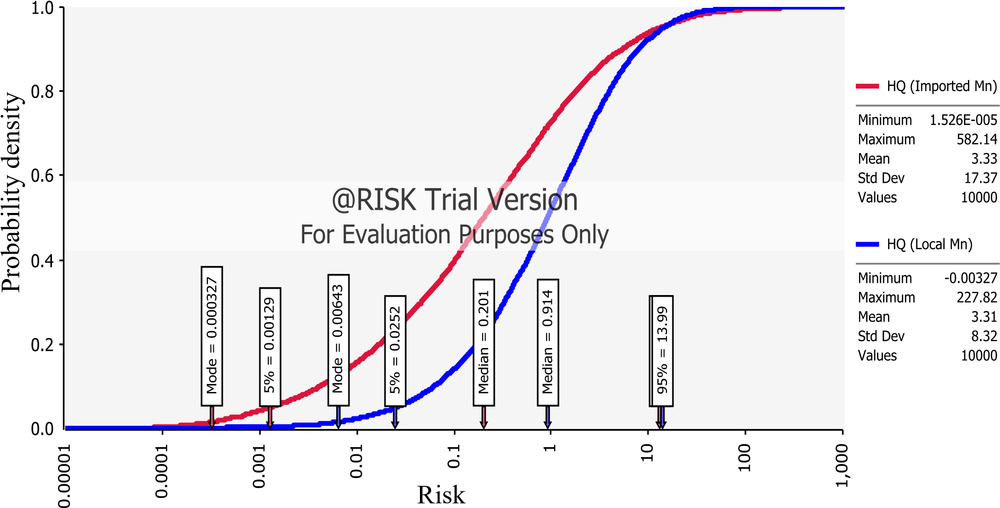 1.0
0.8
0.6
0.4
0.2
0.0
Probability density
@RISK Trial Version
For Evaluation Purposes Only
Mode = 0.000327
5% = 0.00129
Mode = 0.00643
5% = 0.0252
Median = 0.201
Median = 0.914
95% = 13.99
0.00001
0.0001
0.001
0.01
0.1
1
10
100
1,000
Risk
HQ (Imported Mn)
Minimum 1.526E-005
Maximum 582.14
Mean 3.33
Std Dev 17.37
Values 10000
HQ (Local Mn)
Minimum -0.00327
Maximum 227.82
Mean 3.31
Std Dev 8.32
Values 10000